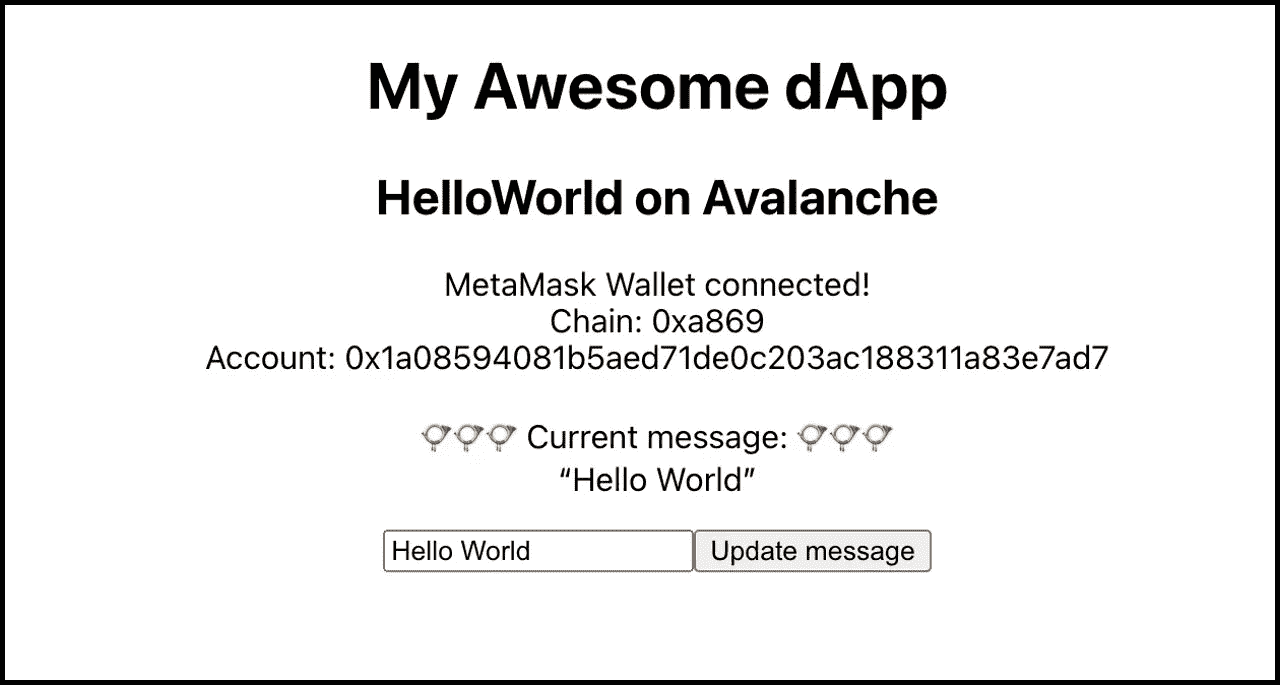 My Awesome dApp
HelloWorld on Avalanche
MetaMask Wallet connected!
Chain: 0xa869
Account: 0x1a08594081b5aed71de0c203ac188311a83e7ad7
📯📯📯 Current message: 📯📯📯
“Hello World”
Hello World Update message